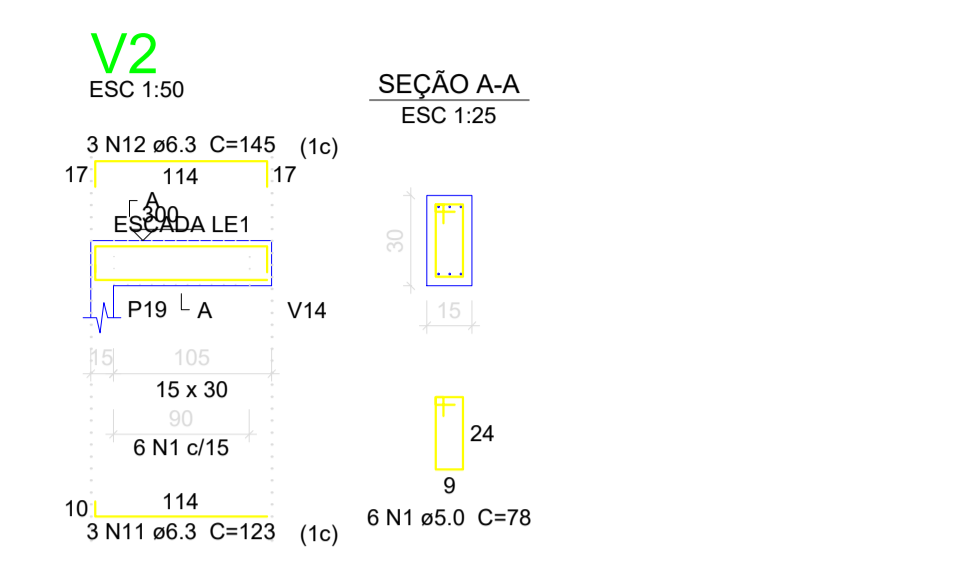 V2
ESC 1:50
SEÇÃO A-A
ESC 1:25
3 N12 ø6.3 C=145 (1c)
17 114 17
A
300
ESCADA LE1
30
P19 A V14
15
15 105
15 x 30
90
6 N1 c/15
24
9
10 114
3 N11 ø6.3 C=123 (1c)
6 N1 ø5.0 C=78